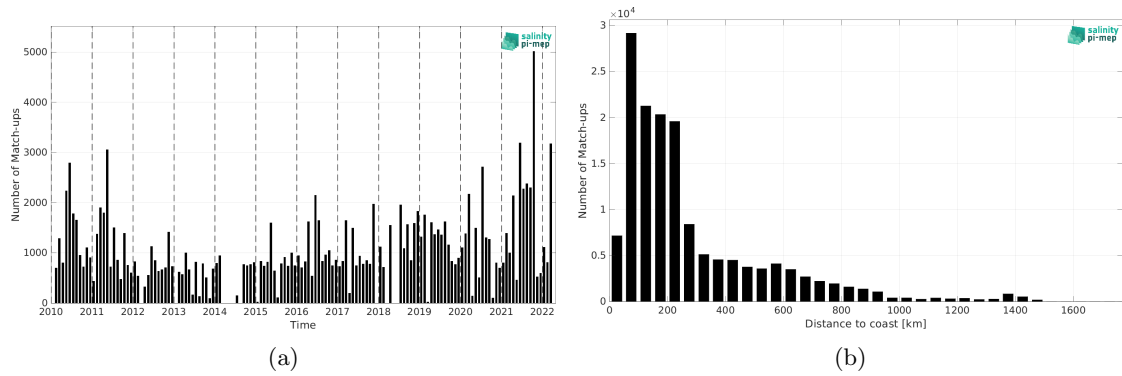 salinity
pi-mep
Number of Match-ups
5000
4000
3000
2000
1000
0
2010 2011 2012 2013 2014 2015 2016 2017 2018 2019 2020 2021 2022
Time
(a)
×10⁴
salinity
pi-mep
Number of Match-ups
3
2.5
2
1.5
1
0.5
0
0 200 400 600 800 1000 1200 1400 1600
Distance to coast [km]
(b)